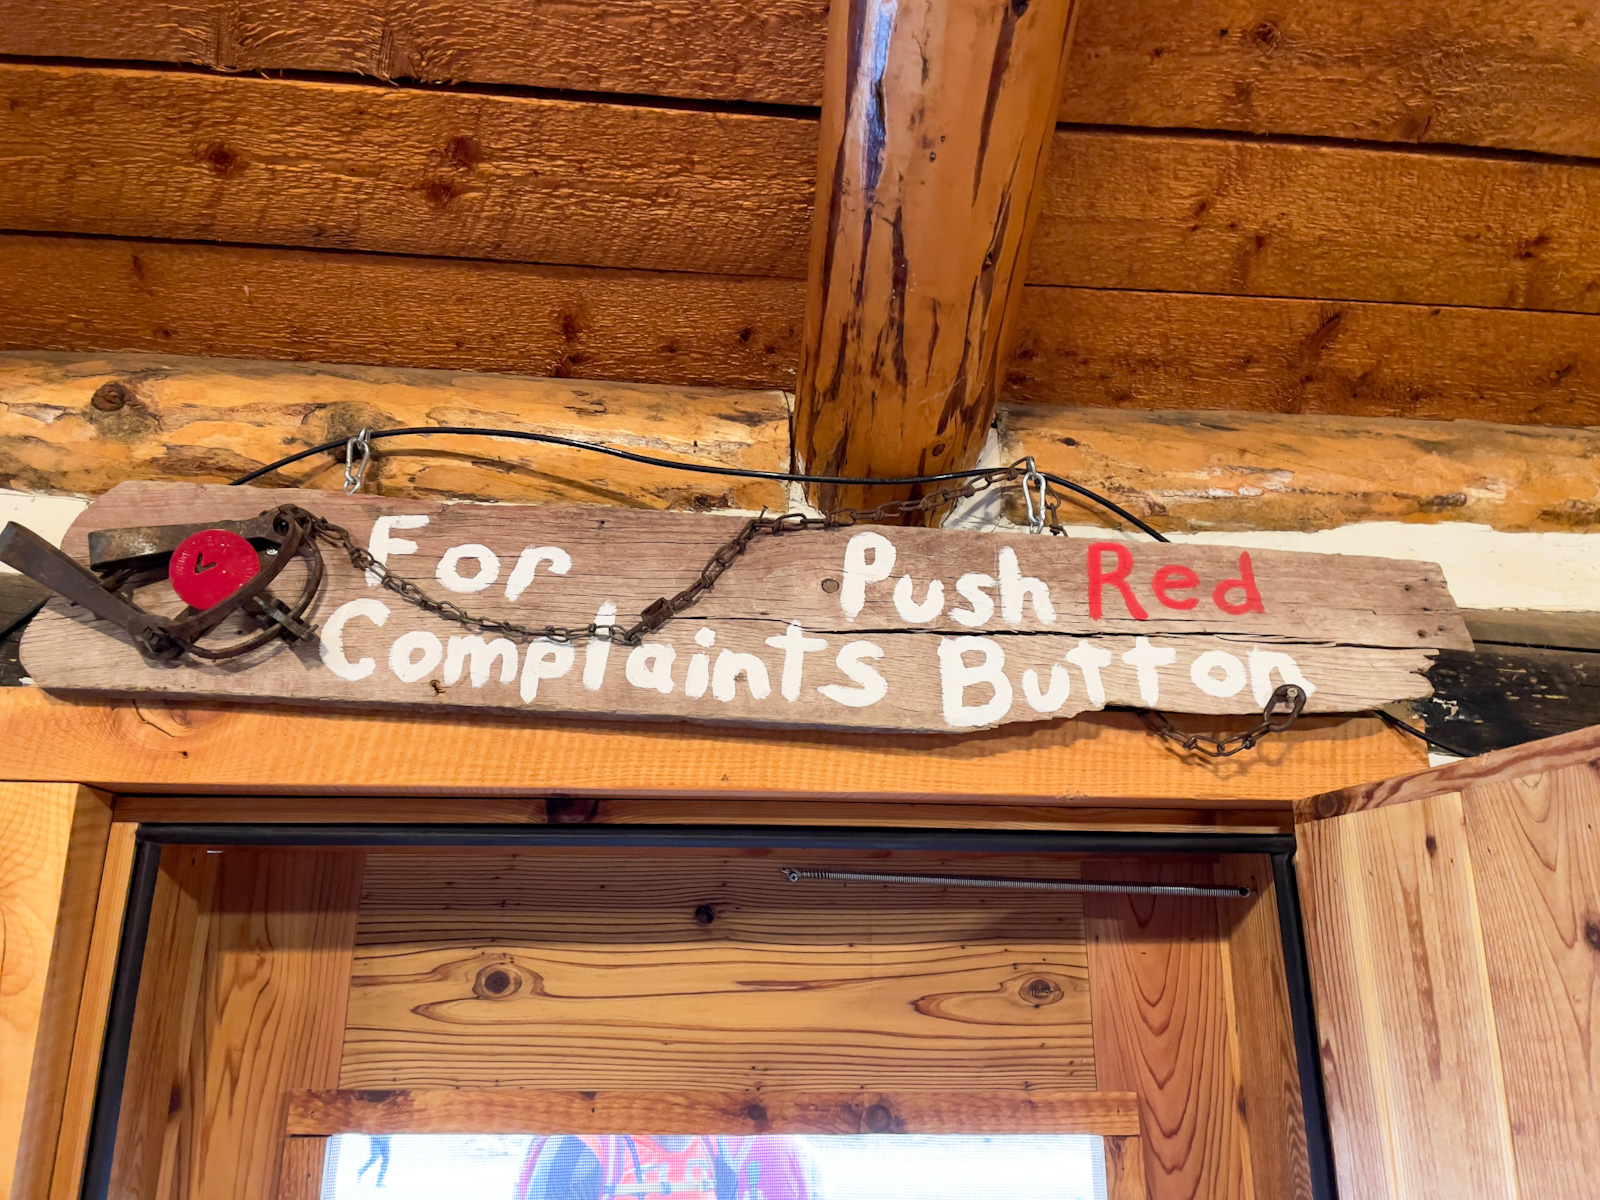 For
Complaints
Push Red
Button